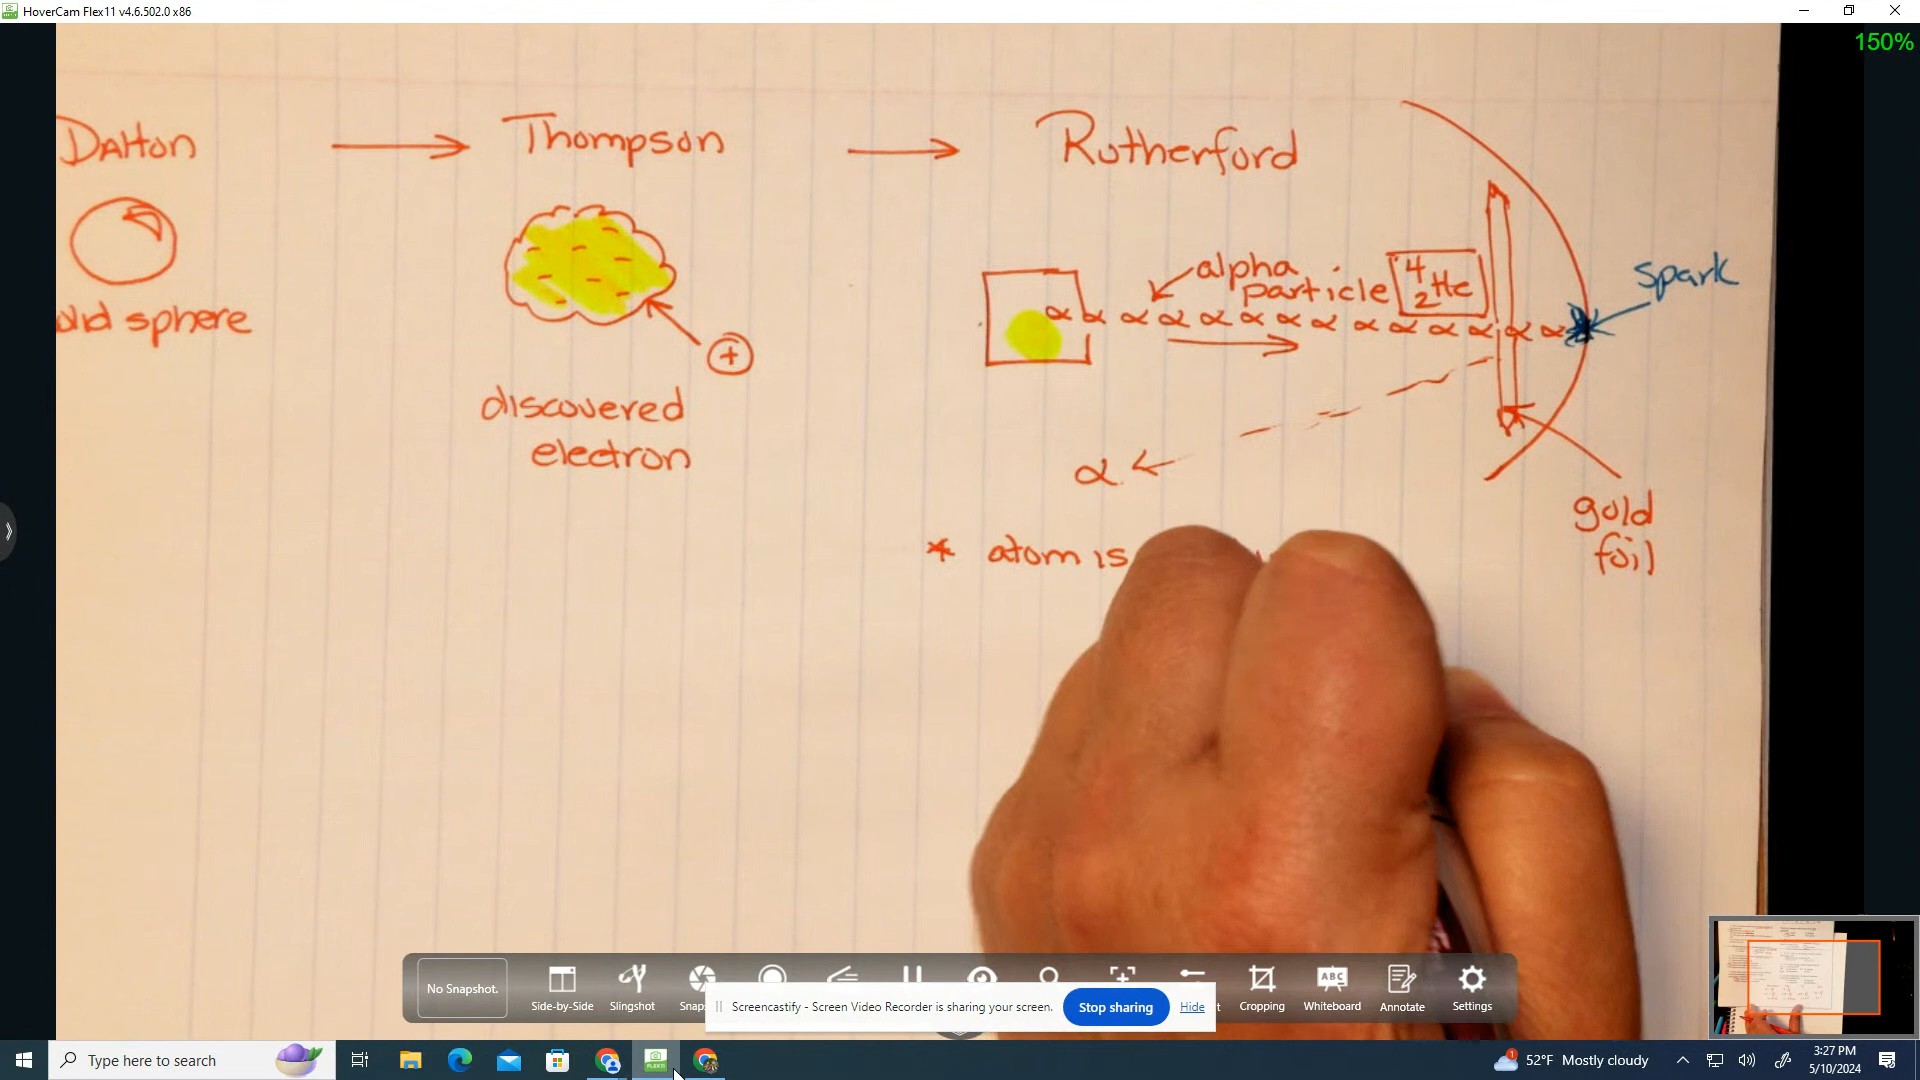 HoverCam Flex11 v4.6.502.0 x86
150%
Dalton → Thompson → Rutherford
sphere
+
discovered
electron
alpha
particle
4
2 He
α α α α α α α α α α α α α α
spark
α
gold
foil
* atom is
No Snapshot.
Side-by-Side
Slingshot
Cropping
Whiteboard
ABC
Annotate
Settings
Screencastify - Screen Video Recorder is sharing your screen.
Stop sharing
Hide
FLEX11
Type here to search
1
52°F Mostly cloudy
3:27 PM
5/10/2024